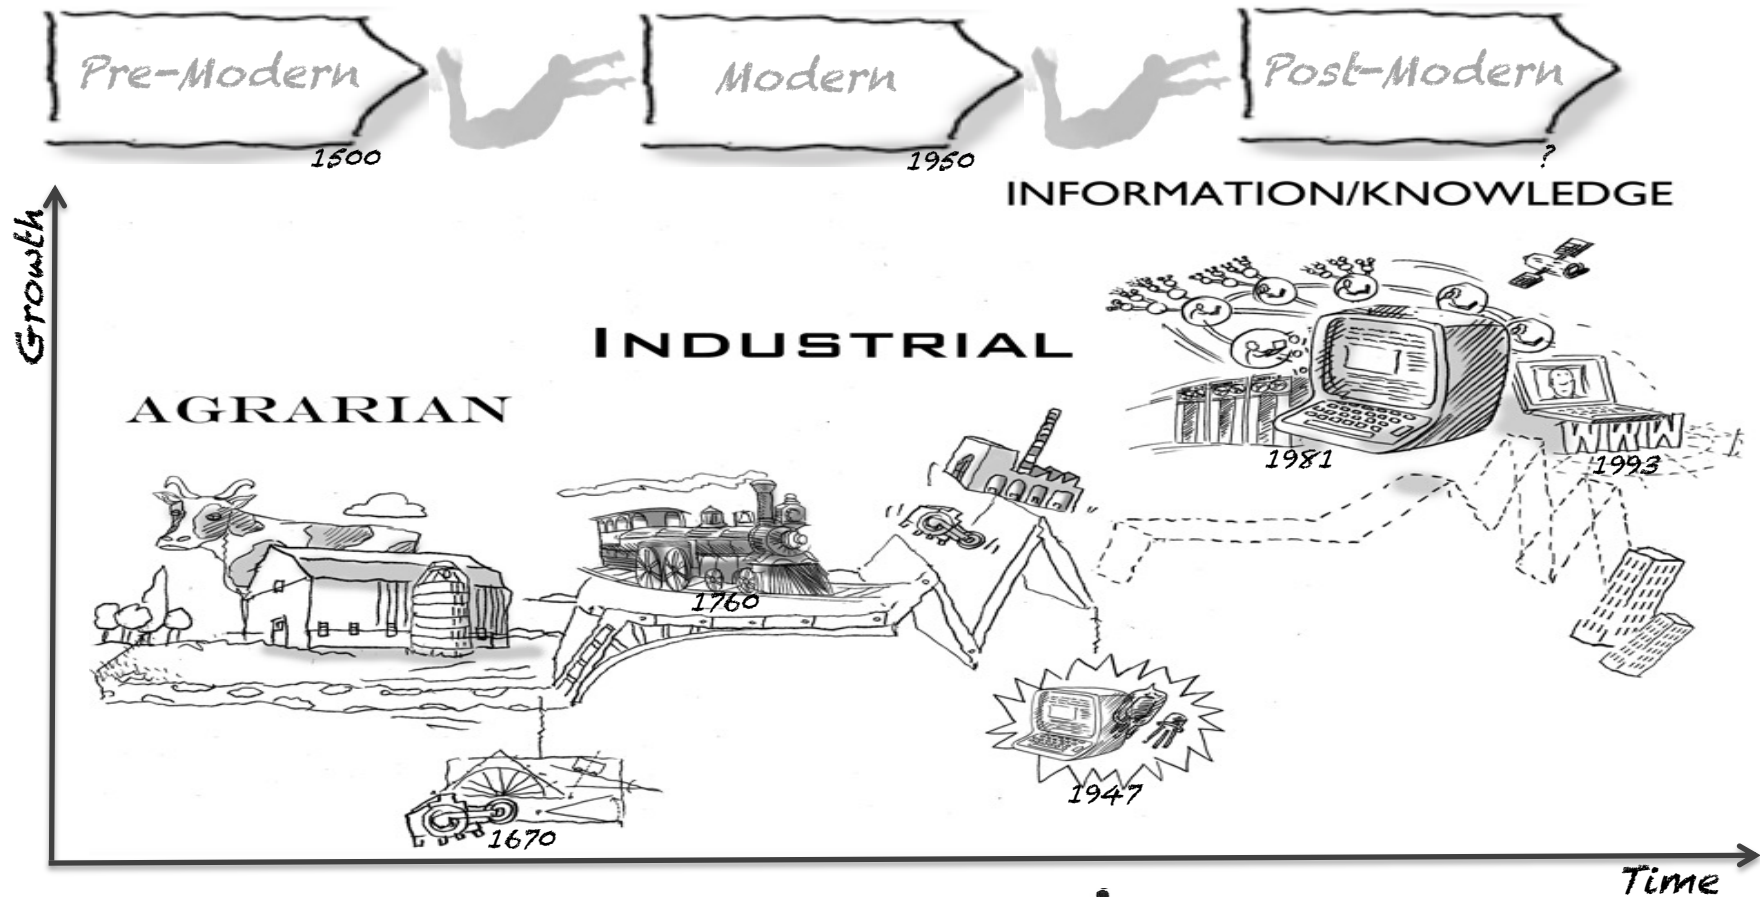 Pre-Modern
Modern
Post-Modern
1500
1950
?
INFORMATION/KNOWLEDGE
Growth
INDUSTRIAL
AGRARIAN
WWW
1981
1993
1760
1947
1670
Time